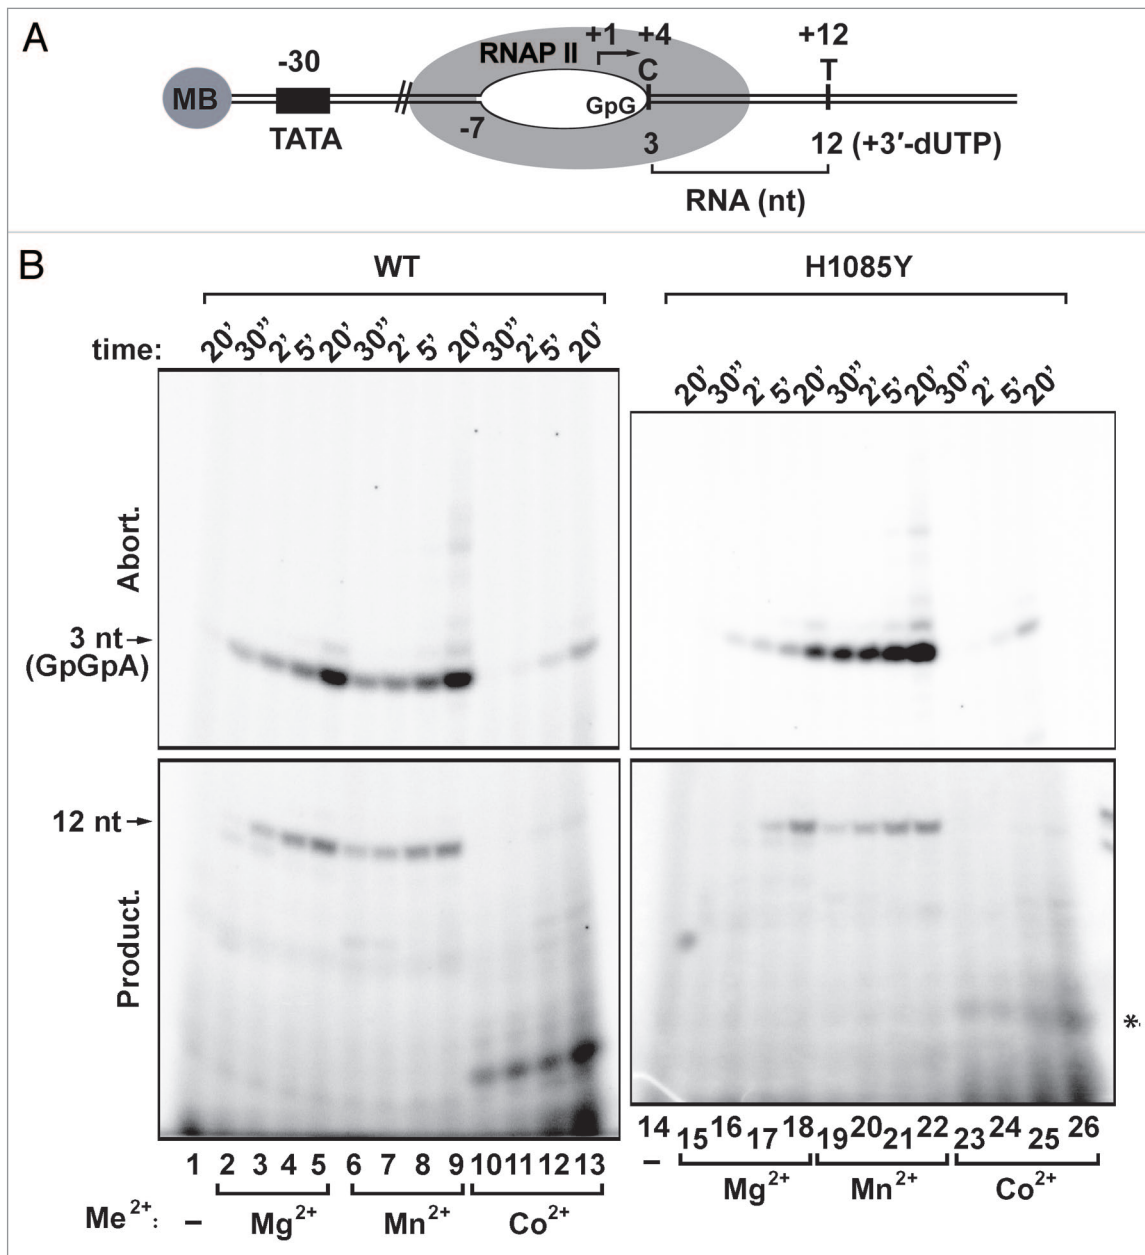 A
RNAP II
+1 +4
+12
-30
C
T
MB
GpG
TATA
-7
3
12 (+3′-dUTP)
RNA (nt)
B
WT
H1085Y
time: 20’ 30” 2’ 5’ 20’ 30” 2’ 5’ 20’ 30” 2’ 5’ 20’
20’ 30” 2’ 5’ 20’ 30” 2’ 5’ 20’ 30” 2’ 5’ 20’
Abort.
3 nt
(GpGpA)
12 nt
Product.
*
1 2 3 4 5 6 7 8 9 10 11 12 13
14 15 16 17 18 19 20 21 22 23 24 25 26
Me²⁺: – Mg²⁺ Mn²⁺ Co²⁺
– Mg²⁺ Mn²⁺ Co²⁺